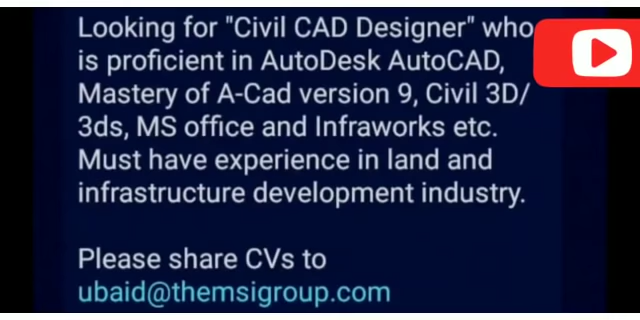 Looking for "Civil CAD Designer" who
is proficient in AutoDesk AutoCAD,
Mastery of A-Cad version 9, Civil 3D/
3ds, MS office and Infraworks etc.
Must have experience in land and
infrastructure development industry.
Please share CVs to
ubaid@themsigroup.com